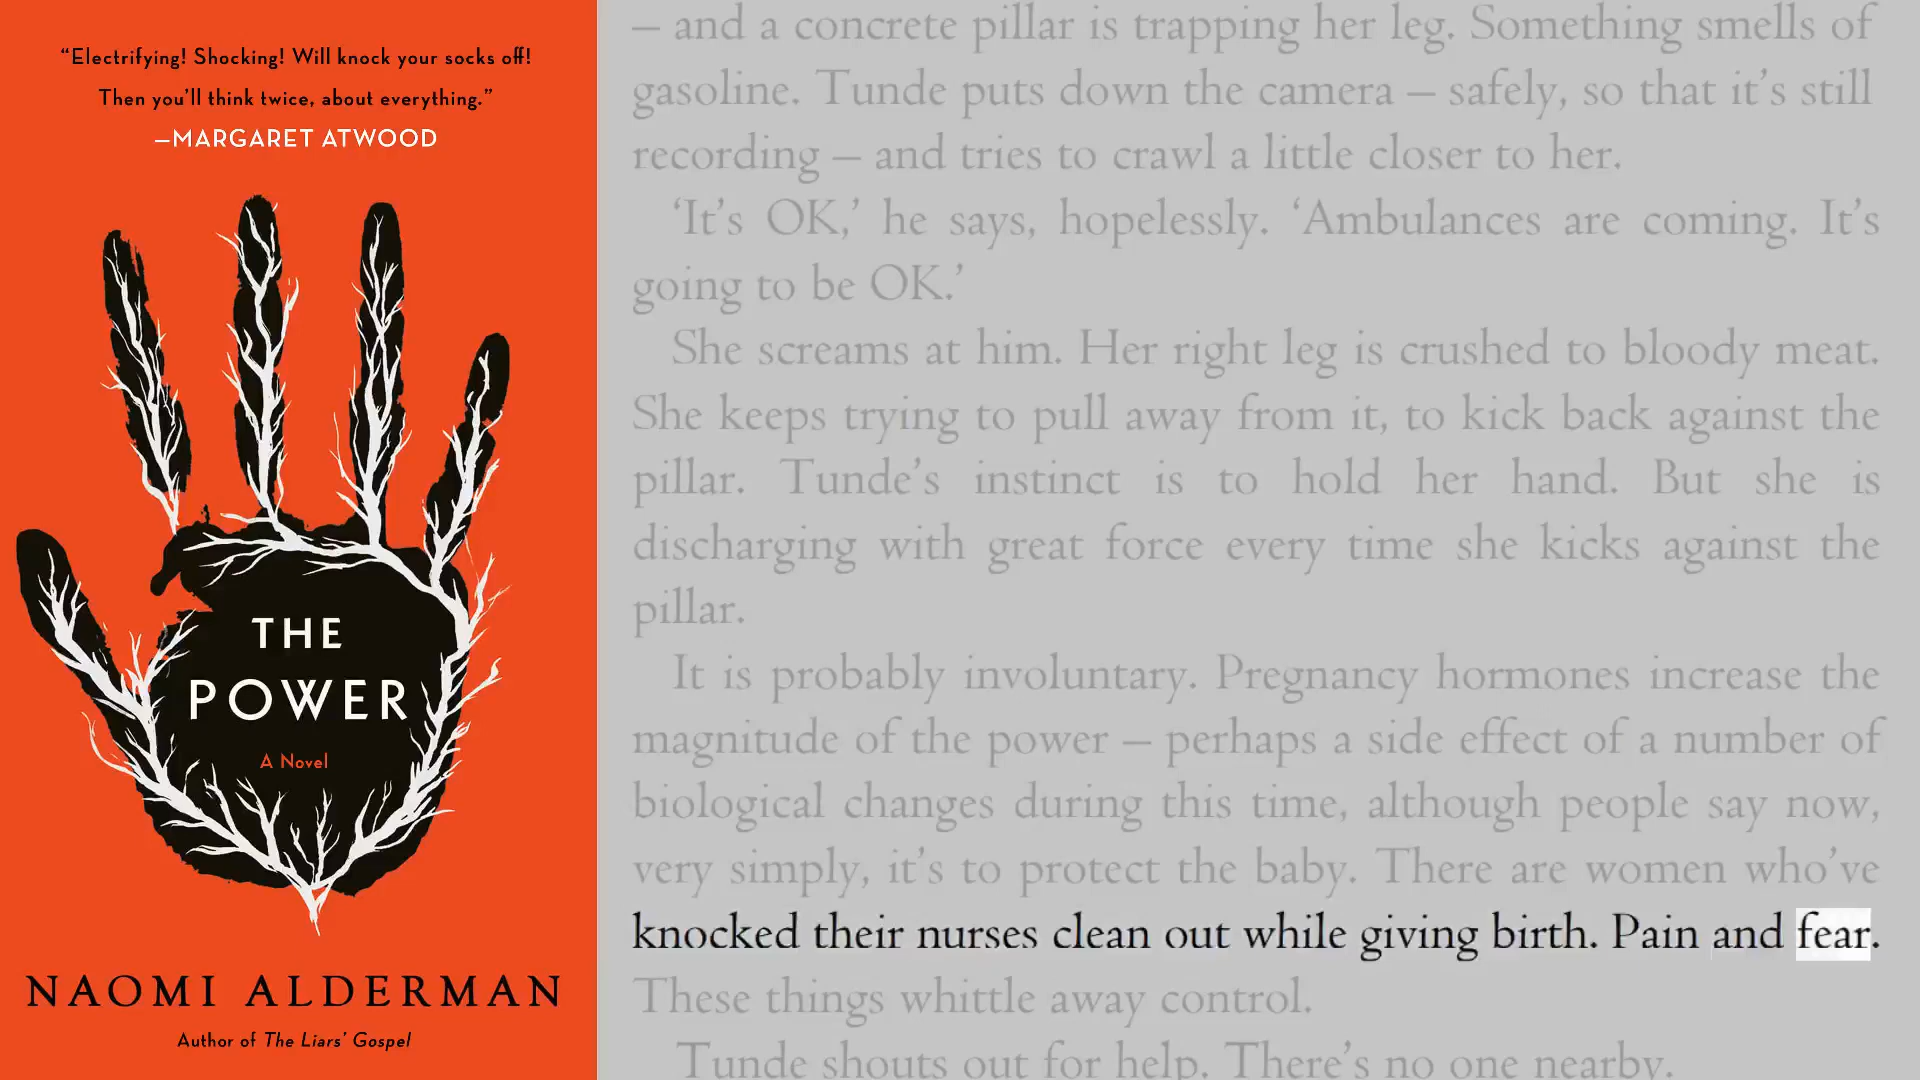 “Electrifying! Shocking! Will knock your socks off!
Then you’ll think twice, about everything.”
—MARGARET ATWOOD
THE
POWER
A Novel
NAOMI ALDERMAN
Author of The Liars’ Gospel
– and a concrete pillar is trapping her leg. Something smells of
gasoline. Tunde puts down the camera – safely, so that it’s still
recording – and tries to crawl a little closer to her.
‘It’s OK,’ he says, hopelessly. ‘Ambulances are coming. It’s
going to be OK.’
She screams at him. Her right leg is crushed to bloody meat.
She keeps trying to pull away from it, to kick back against the
pillar. Tunde’s instinct is to hold her hand. But she is
discharging with great force every time she kicks against the
pillar.
It is probably involuntary. Pregnancy hormones increase the
magnitude of the power – perhaps a side effect of a number of
biological changes during this time, although people say now,
very simply, it’s to protect the baby. There are women who’ve
knocked their nurses clean out while giving birth. Pain and fear.
These things whittle away control.
Tunde shouts out for help. There’s no one nearby.